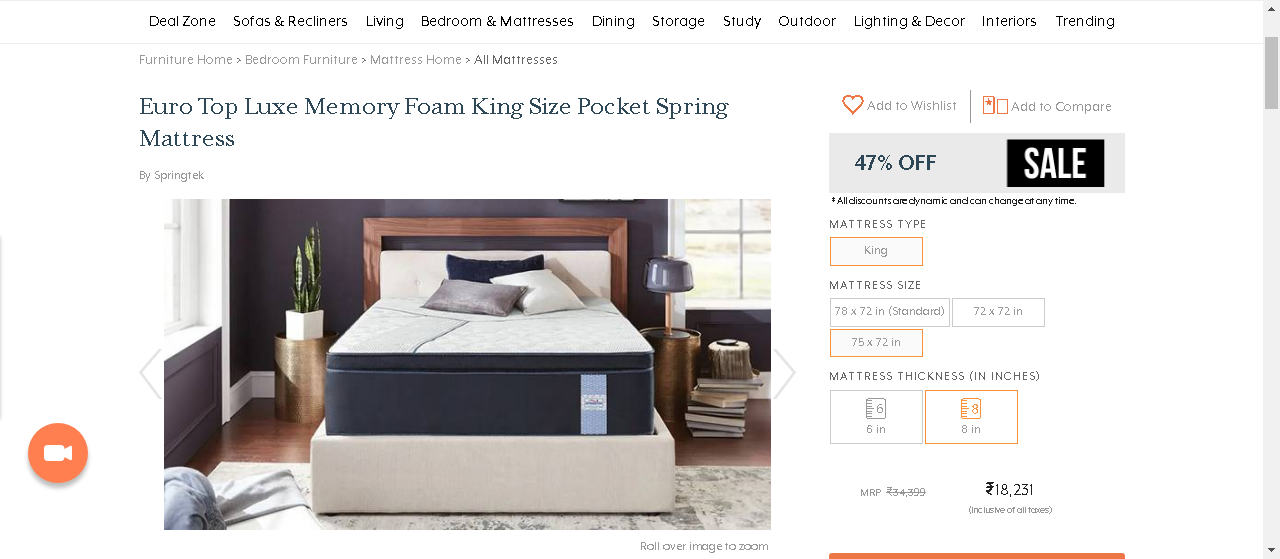 Deal Zone Sofas & Recliners Living Bedroom & Mattresses Dining Storage Study Outdoor Lighting & Decor Interiors Trending
Furniture Home > Bedroom Furniture > Mattress Home > All Mattresses
Euro Top Luxe Memory Foam King Size Pocket Spring
Mattress
By Springtek
Add to Wishlist
Add to Compare
47% OFF
SALE
* All discounts are dynamic and can change at any time.
MATTRESS TYPE
King
MATTRESS SIZE
78 x 72 in (Standard) 72 x 72 in
75 x 72 in
MATTRESS THICKNESS (IN INCHES)
6 8
6 in 8 in
MRP ₹34,399 ₹18,231
(Inclusive of all taxes)
Roll over image to zoom